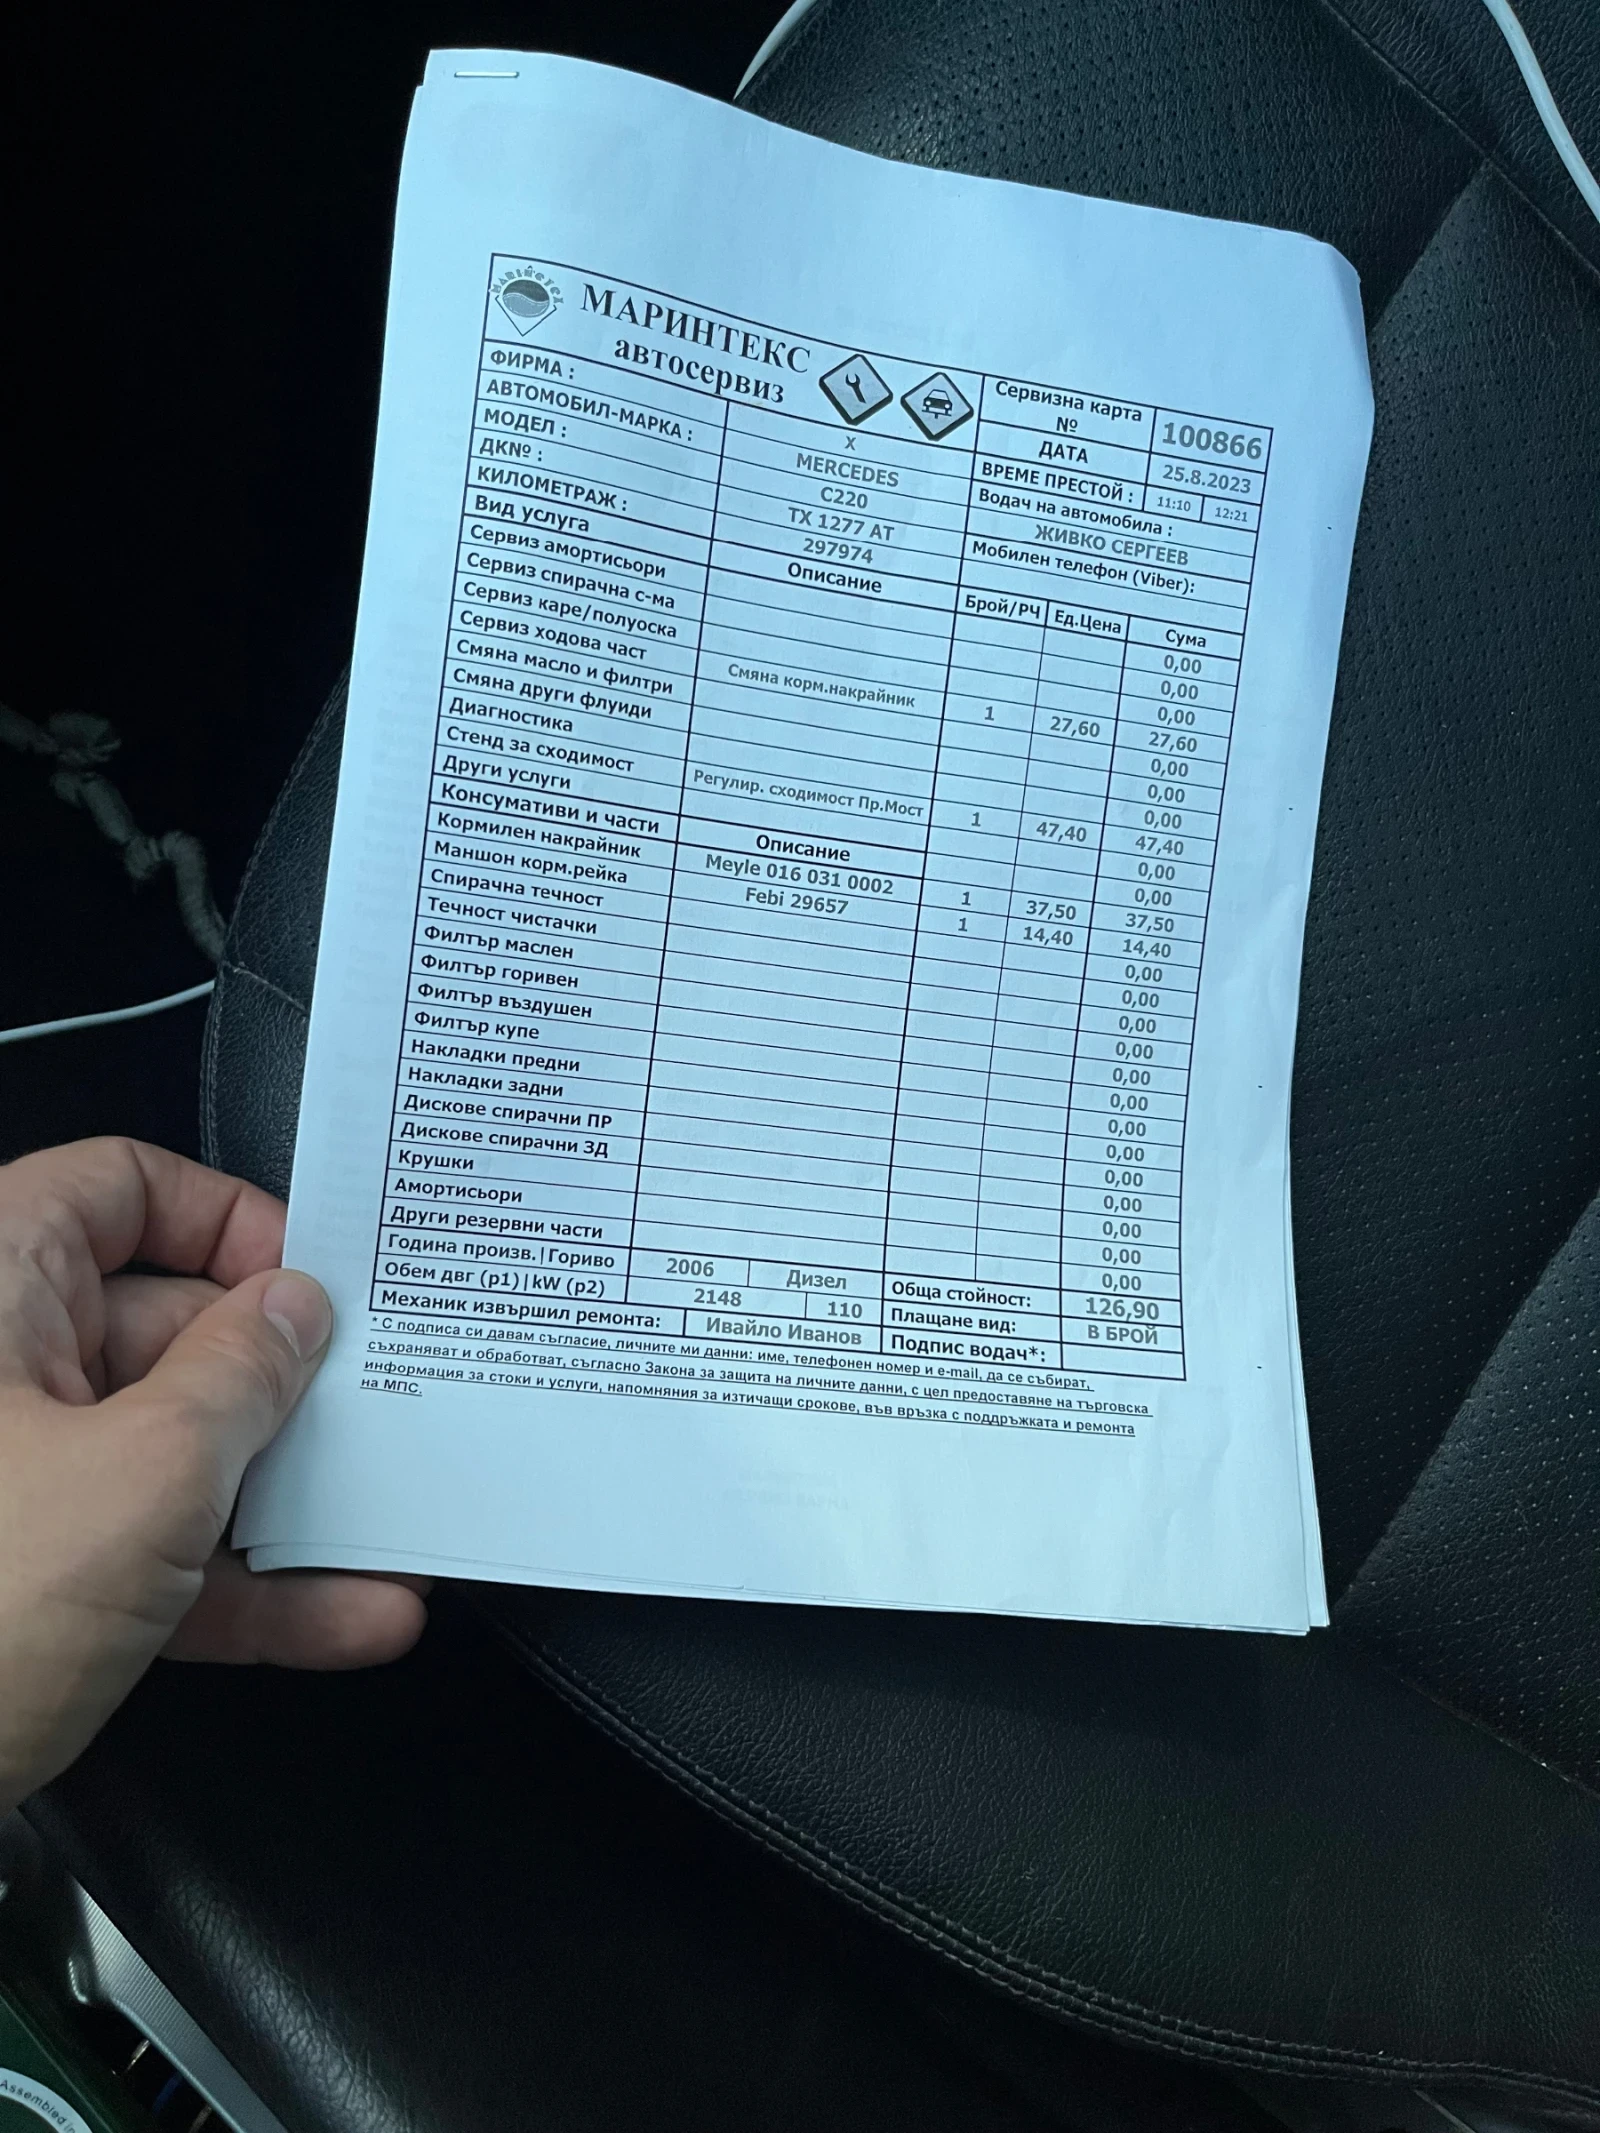 МАРИНТЕКС
автосервиз
Сервизна карта № 100866
ДАТА 25.8.2023
ВРЕМЕ ПРЕСТОЙ : 11:10 12:21
Водач на автомобила :
ЖИВКО СЕРГЕЕВ
Мобилен телефон (Viber):
ФИРМА : X
АВТОМОБИЛ-МАРКА : MERCEDES
МОДЕЛ : C220
ДК№ : TX 1277 AT
КИЛОМЕТРАЖ : 297974
Вид услуга Описание Брой/РЧ Ед.Цена Сума
Сервиз амортисьори 0,00
Сервиз спирачна с-ма 0,00
Сервиз каре/полуоска 0,00
Сервиз ходова част Смяна корм.накрайник 1 27,60 27,60
Смяна масло и филтри 0,00
Смяна други флуиди 0,00
Диагностика 0,00
Стенд за сходимост Регулир. сходимост Пр.Мост 1 47,40 47,40
Други услуги 0,00
Консумативи и части Описание 0,00
Кормилен накрайник Meyle 016 031 0002 1 37,50 37,50
Маншон корм.рейка Febi 29657 1 14,40 14,40
Спирачна течност 0,00
Течност чистачки 0,00
Филтър маслен 0,00
Филтър горивен 0,00
Филтър въздушен 0,00
Филтър купе 0,00
Накладки предни 0,00
Накладки задни 0,00
Дискове спирачни ПР 0,00
Дискове спирачни ЗД 0,00
Крушки 0,00
Амортисьори 0,00
Други резервни части 0,00
Година произв.|Гориво 2006 Дизел Обща стойност: 126,90
Обем двг (p1)|kW (p2) 2148 110 Плащане вид: В БРОЙ
Механик извършил ремонта: Ивайло Иванов Подпис водач*:
* С подписа си давам съгласие, личните ми данни: име, телефонен номер и e-mail, да се събират,
съхраняват и обработват, съгласно Закона за защита на личните данни, с цел предоставяне на търговска
информация за стоки и услуги, напомняния за изтичащи срокове, във връзка с поддръжката и ремонта
на МПС.
Assembled in